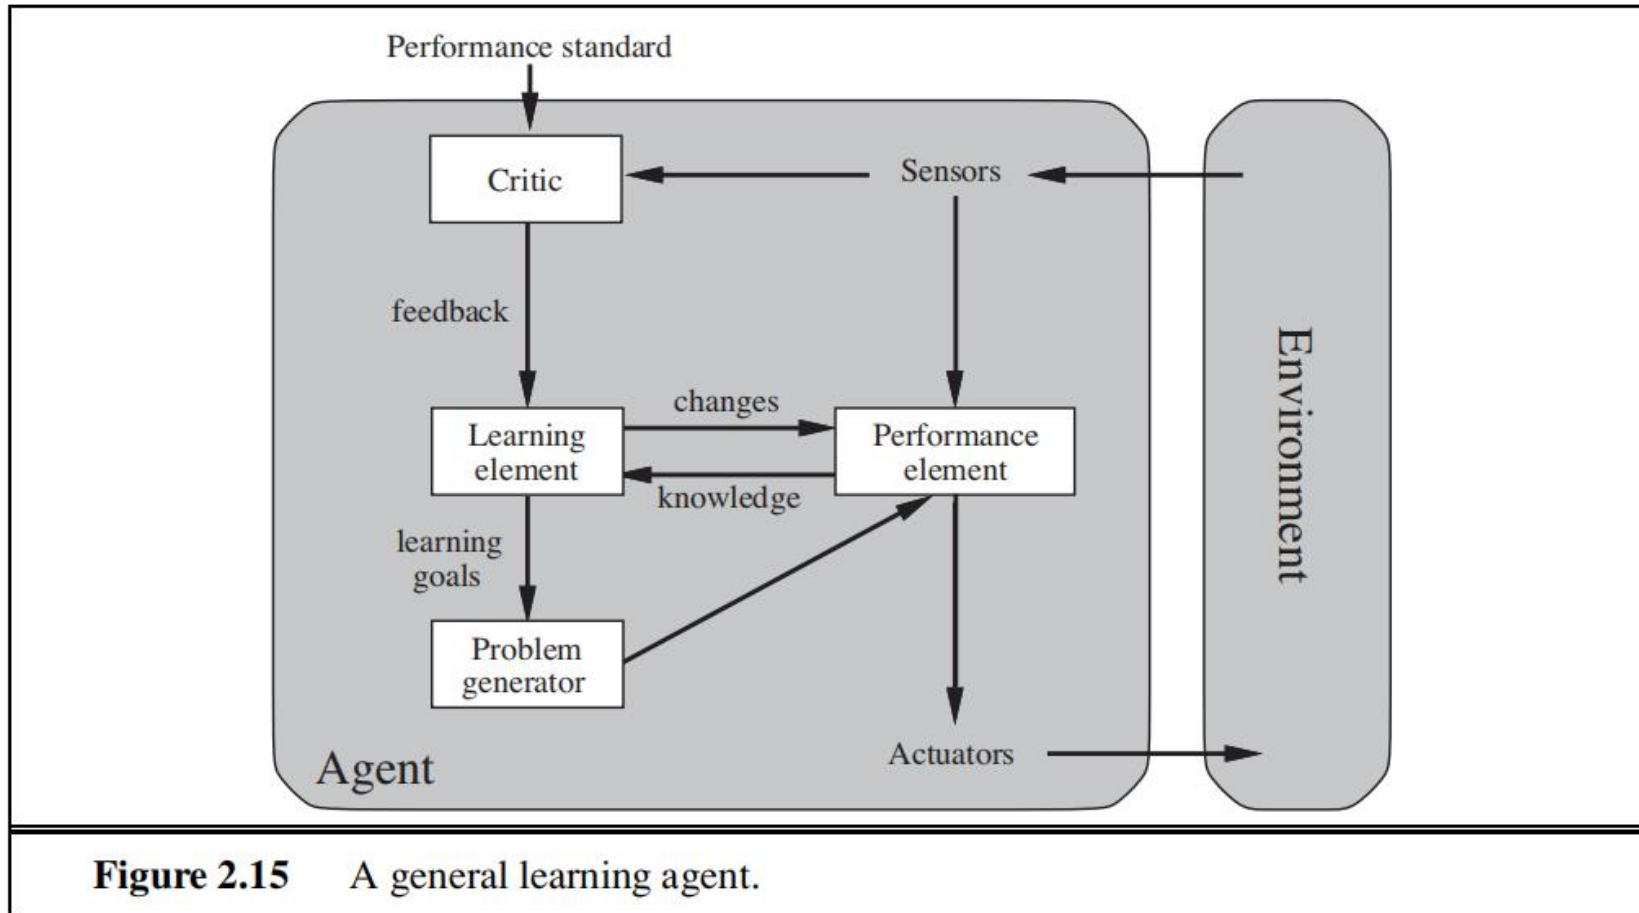 Performance standard
Critic
Sensors
feedback
changes
Learning
element
Performance
element
knowledge
learning
goals
Problem
generator
Agent
Actuators
Environment
Figure 2.15 A general learning agent.